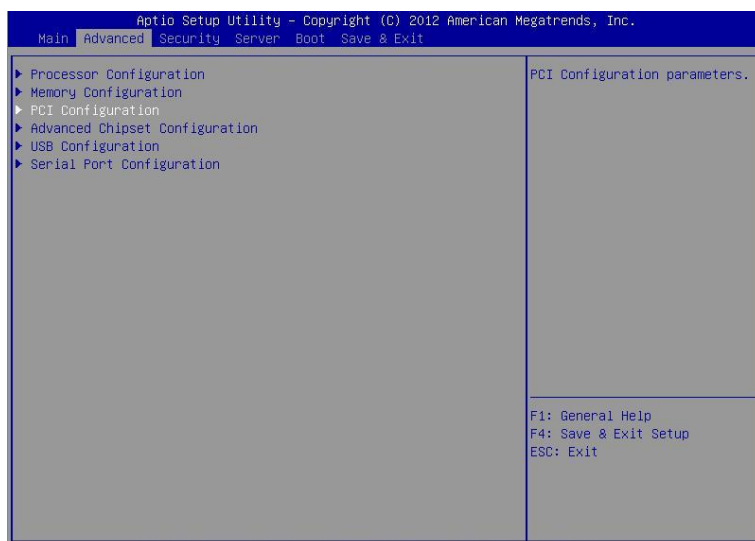 Aptio Setup Utility – Copyright (C) 2012 American Megatrends, Inc.
Main Advanced Security Server Boot Save & Exit
Processor Configuration
Memory Configuration
PCI Configuration
Advanced Chipset Configuration
USB Configuration
Serial Port Configuration
PCI Configuration parameters.
F1: General Help
F4: Save & Exit Setup
ESC: Exit